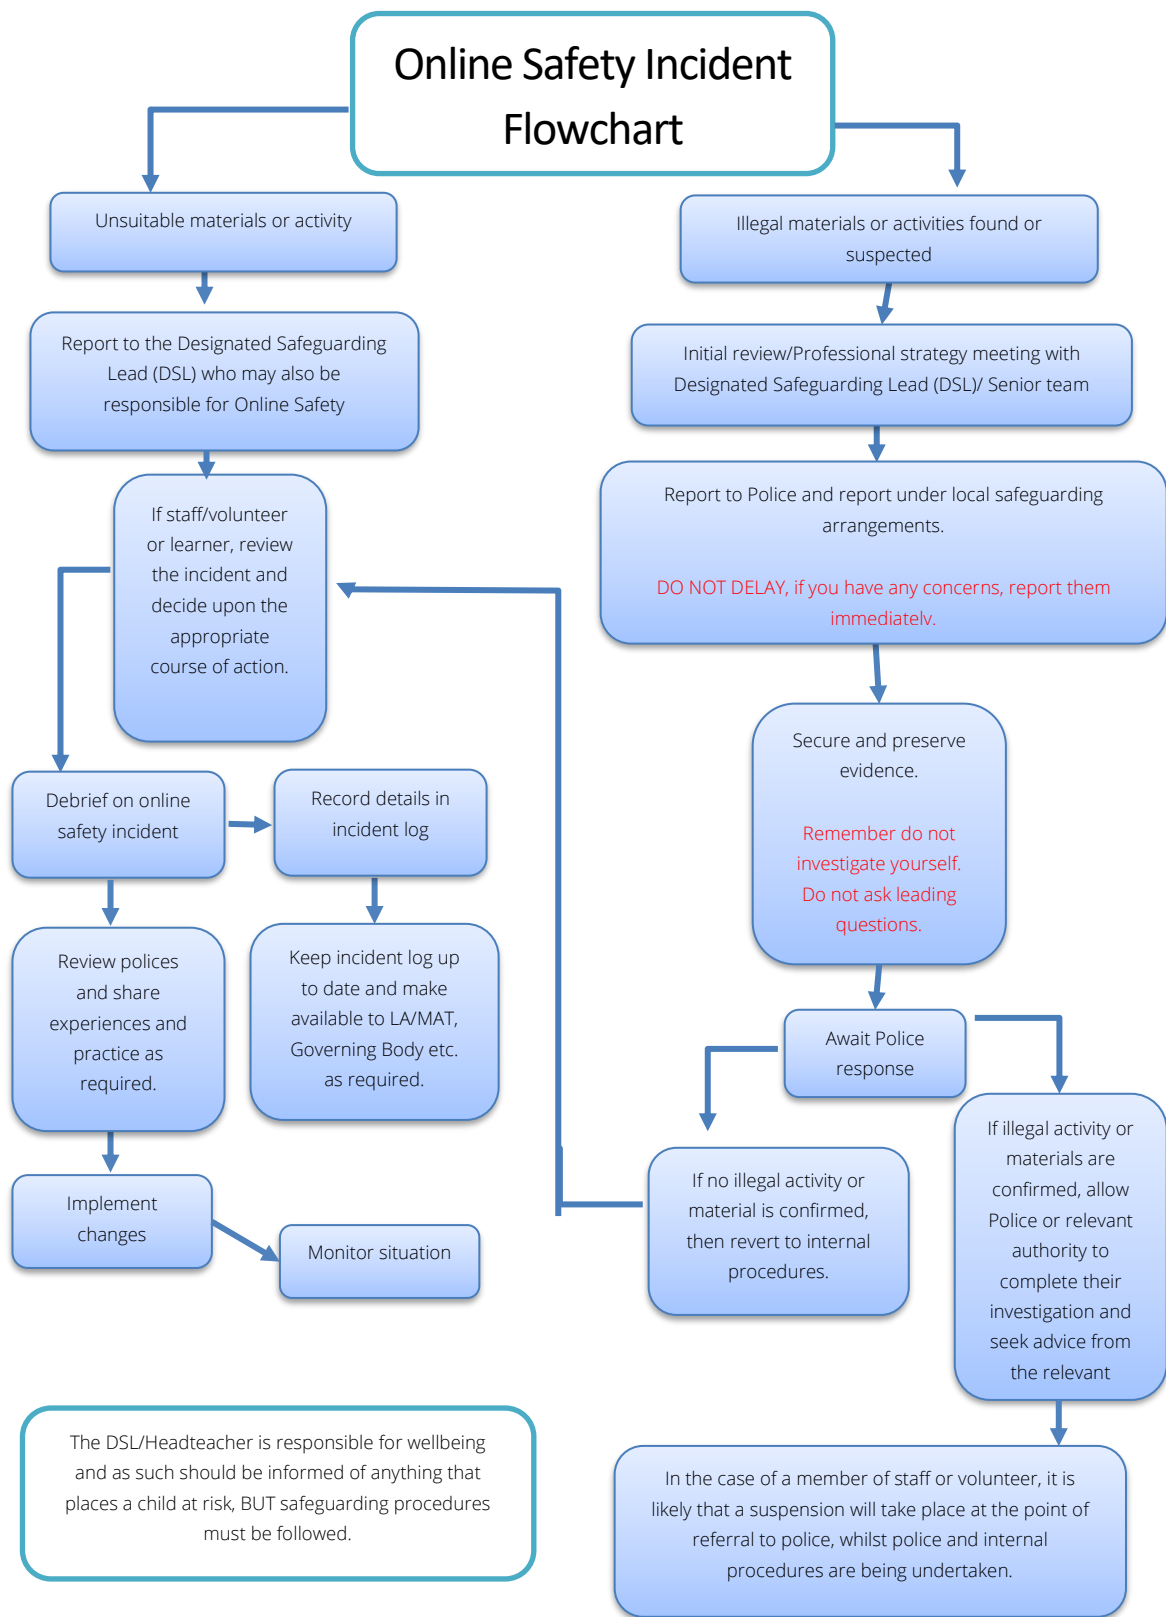 Online Safety Incident
Flowchart
Unsuitable materials or activity
Report to the Designated Safeguarding
Lead (DSL) who may also be
responsible for Online Safety
If staff/volunteer
or learner, review
the incident and
decide upon the
appropriate
course of action.
Debrief on online
safety incident
Record details in
incident log
Review polices
and share
experiences and
practice as
required.
Keep incident log up
to date and make
available to LA/MAT,
Governing Body etc.
as required.
Implement
changes
Monitor situation
Illegal materials or activities found or
suspected
Initial review/Professional strategy meeting with
Designated Safeguarding Lead (DSL)/ Senior team
Report to Police and report under local safeguarding
arrangements.
DO NOT DELAY, if you have any concerns, report them
immediately.
Secure and preserve
evidence.
Remember do not
investigate yourself.
Do not ask leading
questions.
Await Police
response
If no illegal activity or
material is confirmed,
then revert to internal
procedures.
If illegal activity or
materials are
confirmed, allow
Police or relevant
authority to
complete their
investigation and
seek advice from
the relevant
In the case of a member of staff or volunteer, it is
likely that a suspension will take place at the point of
referral to police, whilst police and internal
procedures are being undertaken.
The DSL/Headteacher is responsible for wellbeing
and as such should be informed of anything that
places a child at risk, BUT safeguarding procedures
must be followed.